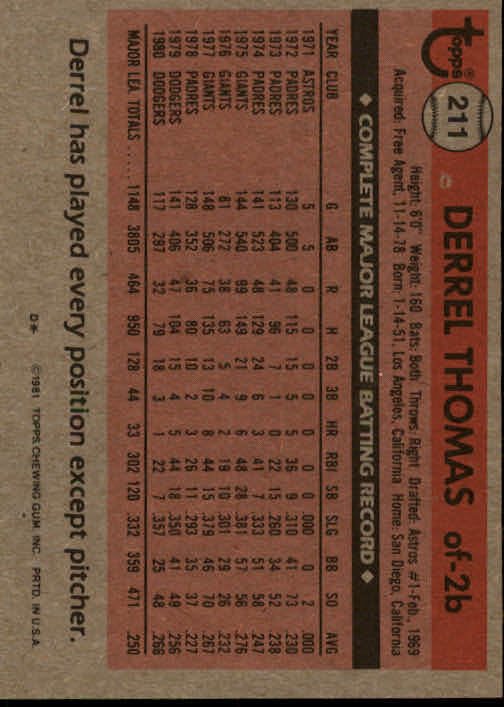 topps®
211
DERREL THOMAS of-2b
Height: 6'0" Weight: 160 Bats: Both Throws: Right Drafted: Astros #1-Feb., 1969
Acquired: Free Agent, 11-14-78 Born: 1-14-51, Los Angeles, California Home: San Diego, California
◆ COMPLETE MAJOR LEAGUE BATTING RECORD ◆
YEAR CLUB G AB R H 2B 3B HR RBI SB SLG BB SO AVG
1971 ASTROS 5 5 0 0 0 0 0 0 0 .000 0 2 .000
1972 PADRES 130 500 48 115 15 5 5 36 9 .310 41 73 .230
1973 PADRES 113 404 41 96 7 1 0 22 15 .260 34 52 .238
1974 PADRES 141 523 48 129 24 6 3 41 7 .333 51 58 .247
1975 GIANTS 144 540 99 149 21 9 6 48 28 .381 57 56 .276
1976 GIANTS 81 272 38 63 5 4 2 19 10 .301 29 26 .232
1977 GIANTS 148 506 75 135 13 10 8 44 15 .379 46 70 .267
1978 PADRES 128 352 36 80 10 2 3 26 11 .293 35 37 .227
1979 DODGERS 141 406 47 104 15 4 5 44 18 .350 41 49 .256
1980 DODGERS 117 297 32 79 18 3 1 22 7 .357 25 48 .266
MAJOR LEA. TOTALS ..... 1148 3805 464 950 128 44 33 302 120 .332 359 471 .250
Derrel has played every position except pitcher.
D* ©1981 TOPPS CHEWING GUM, INC. PRTD. IN U.S.A.